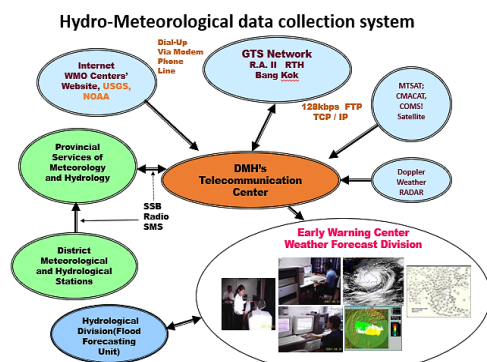 Hydro-Meteorological data collection system
Dial-Up
Via Modem
Phone
Line
Internet
WMO Centers'
Website, USGS,
NOAA
GTS Network
R.A. II RTH
Bang Kok
128kbps FTP
TCP / IP
MTSAT;
CMACAT,
COMS!
Satellite
Provincial
Services of
Meteorology
and Hydrology
DMH's
Telecommunication
Center
Doppler
Weather
RADAR
SSB
Radio
SMS
District
Meteorological
and Hydrological
Stations
Early Warning Center
Weather Forecast Division
Hydrological
Division(Flood
Forecasting
Unit)